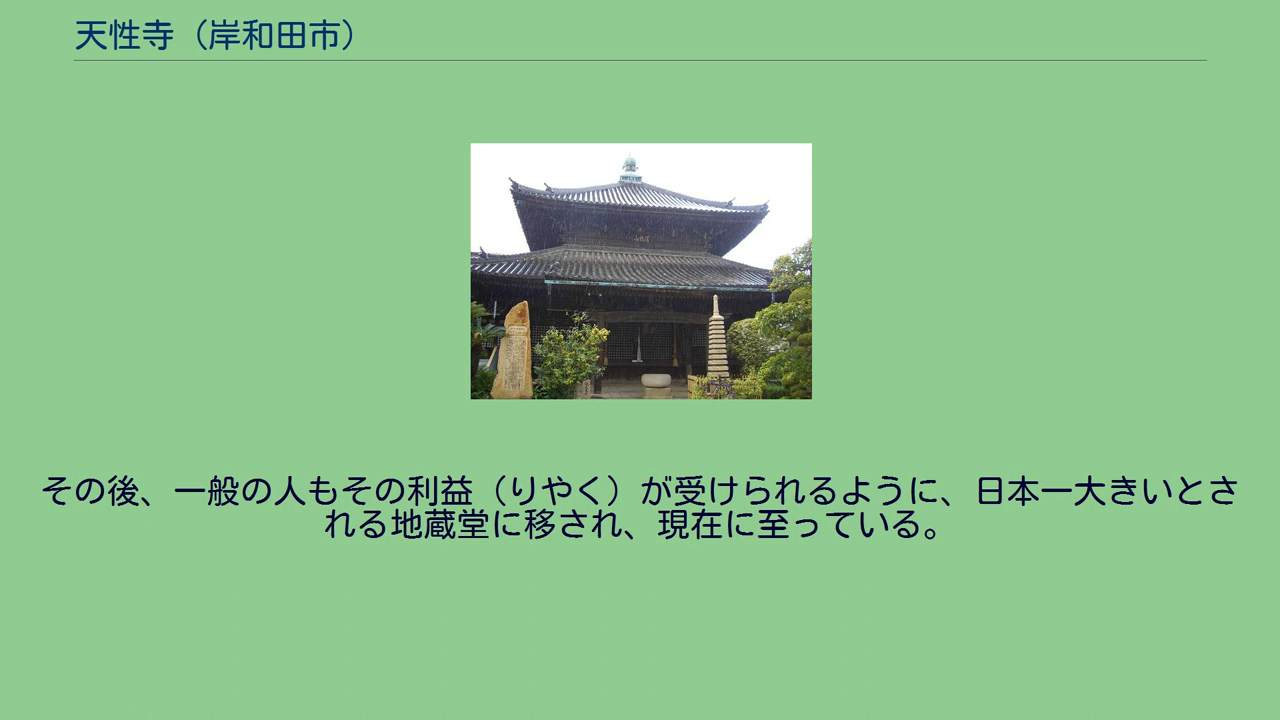 天性寺（岸和田市）
その後、一般の人もその利益（りやく）が受けられるように、日本一大きいとさ
れる地蔵堂に移され、現在に至っている。